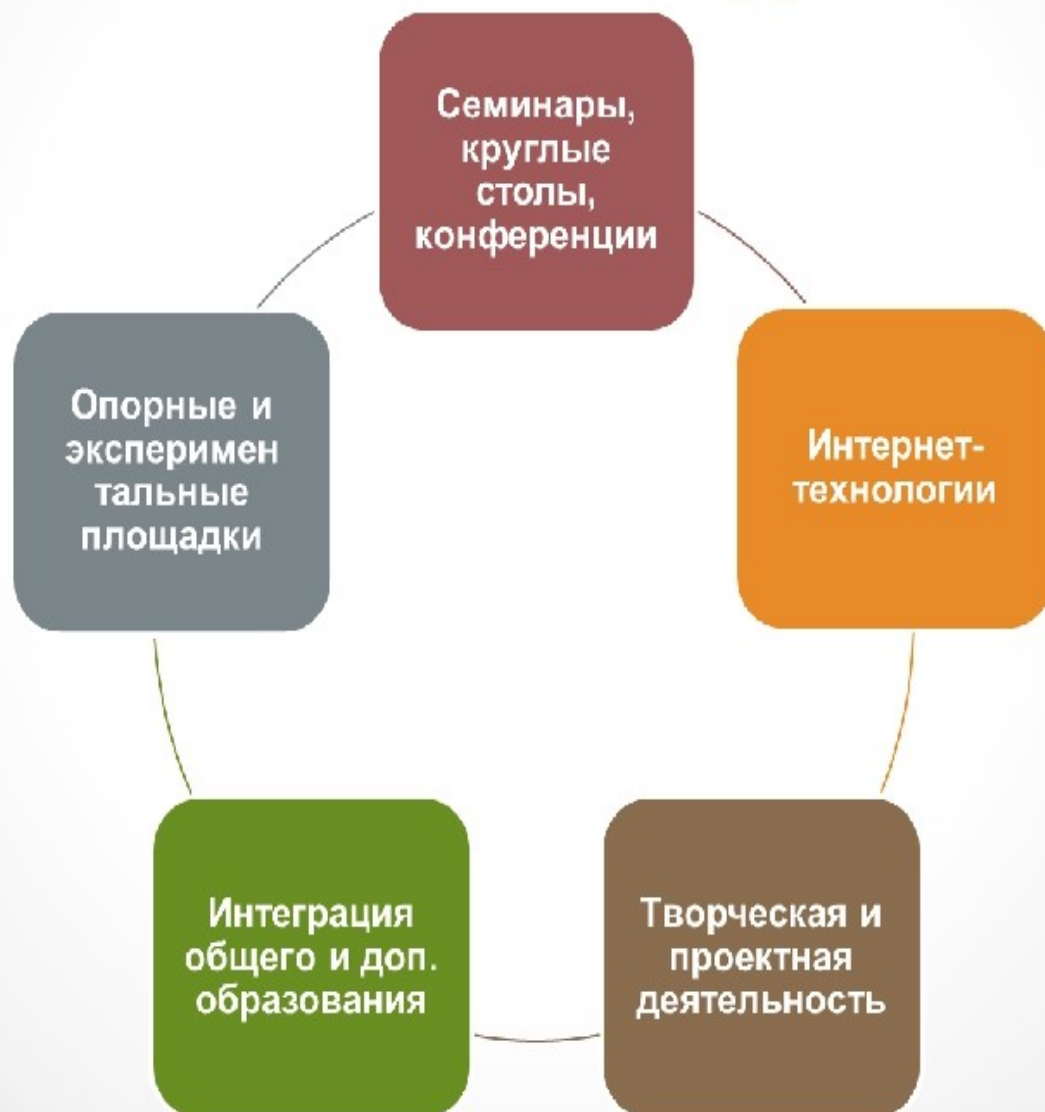 Семинары,
круглые
столы,
конференции
Интернет-
технологии
Творческая и
проектная
деятельность
Интеграция
общего и доп.
образования
Опорные и
эксперимен
тальные
площадки